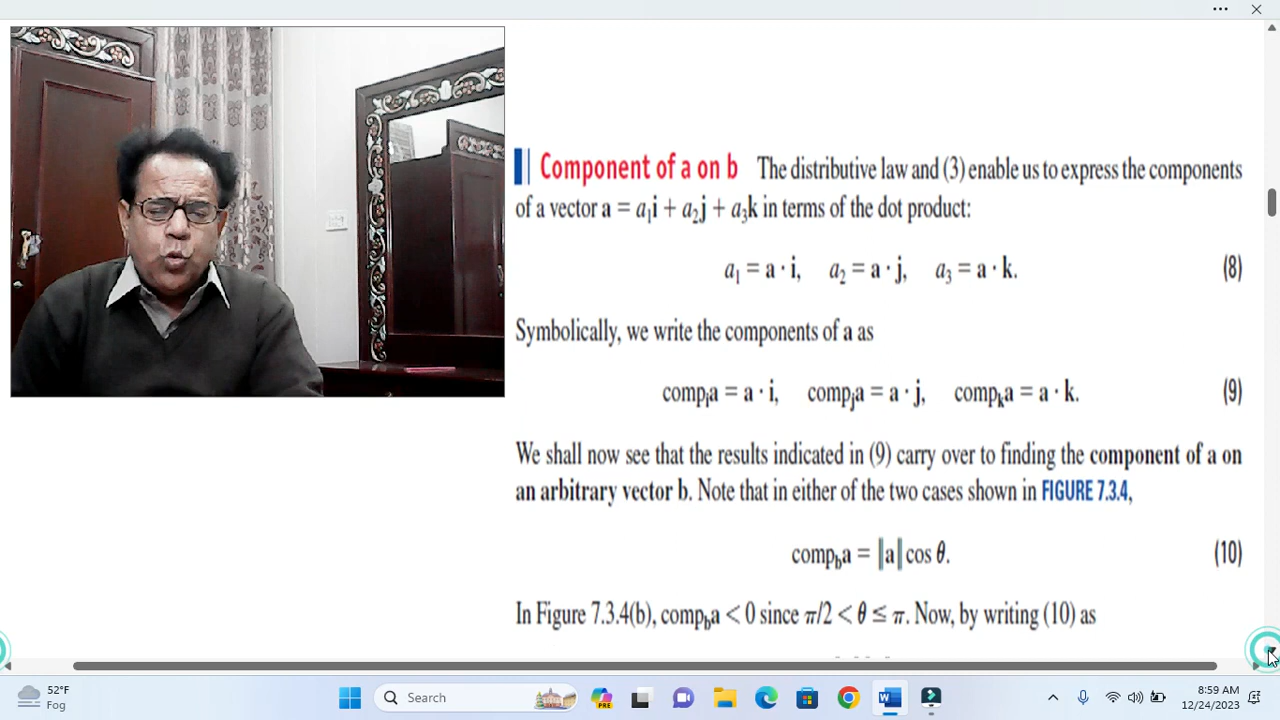 Component of a on b The distributive law and (3) enable us to express the components
of a vector a = a₁i + a₂j + a₃k in terms of the dot product:
a₁ = a · i, a₂ = a · j, a₃ = a · k. (8)
Symbolically, we write the components of a as
compᵢa = a · i, compⱼa = a · j, compₖa = a · k. (9)
We shall now see that the results indicated in (9) carry over to finding the component of a on
an arbitrary vector b. Note that in either of the two cases shown in FIGURE 7.3.4,
comp_b a = ||a|| cos θ. (10)
In Figure 7.3.4(b), comp_b a < 0 since π/2 < θ ≤ π. Now, by writing (10) as
52°F
Fog
Search
PRE
8:59 AM
12/24/2023